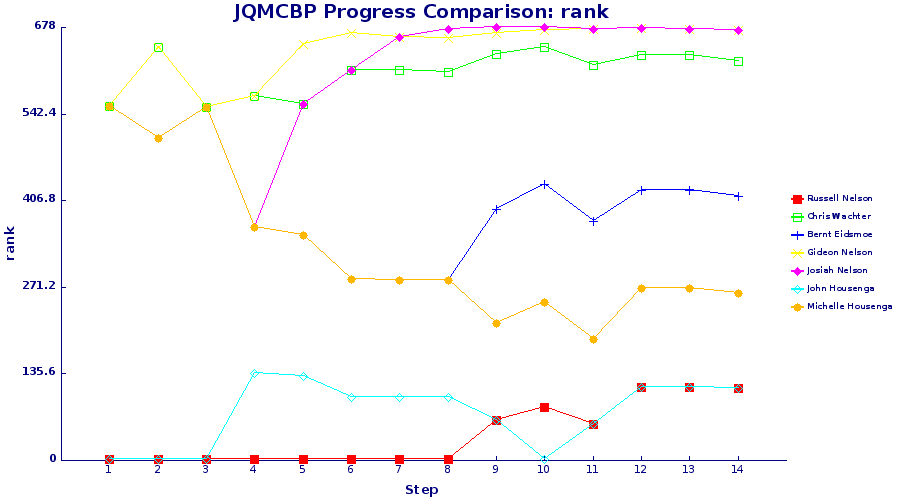 JQMCBP Progress Comparison: rank
678
542.4
406.8
271.2
135.6
0
rank
1 2 3 4 5 6 7 8 9 10 11 12 13 14
Step
Russell Nelson
Chris Wachter
Bernt Eidsmoe
Gideon Nelson
Josiah Nelson
John Housenga
Michelle Housenga